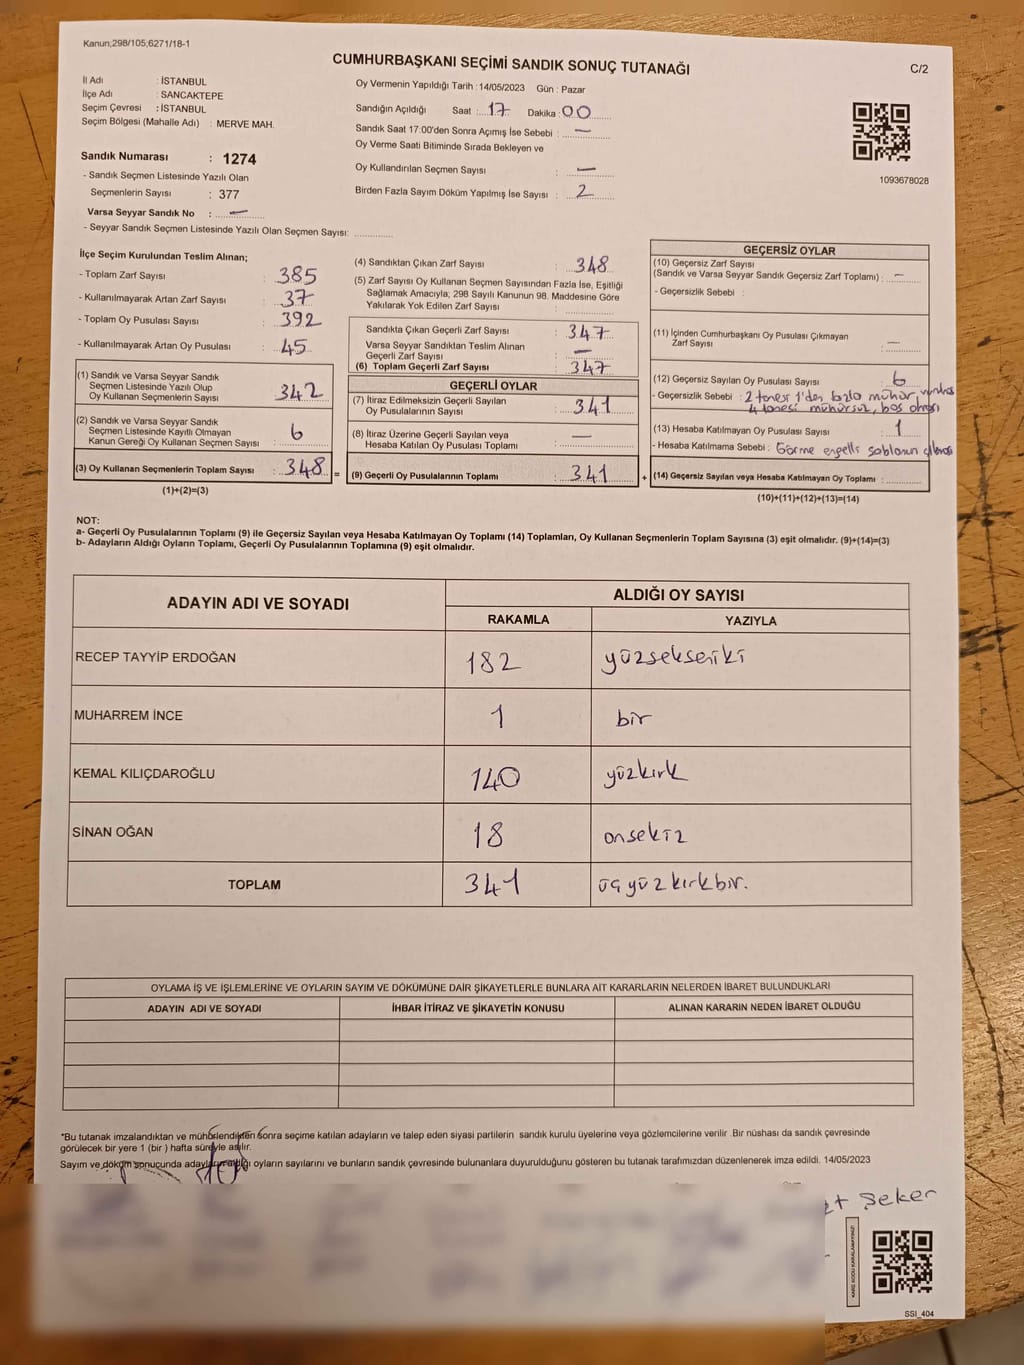 Kanun;298/105;6271/18-1
CUMHURBAŞKANI SEÇİMİ SANDIK SONUÇ TUTANAĞI
C/2
İl Adı : İSTANBUL
İlçe Adı : SANCAKTEPE
Seçim Çevresi : İSTANBUL
Seçim Bölgesi (Mahalle Adı) : MERVE MAH.
Sandık Numarası : 1274
- Sandık Seçmen Listesinde Yazılı Olan
Seçmenlerin Sayısı : 377
Varsa Seyyar Sandık No : —
- Seyyar Sandık Seçmen Listesinde Yazılı Olan Seçmen Sayısı:
Oy Vermenin Yapıldığı Tarih : 14/05/2023 Gün : Pazar
Sandığın Açıldığı Saat : 17 Dakika : 00
Sandık Saat 17:00'den Sonra Açımış İse Sebebi : —
Oy Verme Saati Bitiminde Sırada Bekleyen ve
Oy Kullandırılan Seçmen Sayısı : —
Birden Fazla Sayım Döküm Yapılmış İse Sayısı : 2
1093678028
İlçe Seçim Kurulundan Teslim Alınan;
- Toplam Zarf Sayısı : 385
- Kullanılmayarak Artan Zarf Sayısı : 37
- Toplam Oy Pusulası Sayısı : 392
- Kullanılmayarak Artan Oy Pusulası : 45
(1) Sandık ve Varsa Seyyar Sandık
Seçmen Listesinde Yazılı Olup
Oy Kullanan Seçmenlerin Sayısı : 342
(2) Sandık ve Varsa Seyyar Sandık
Seçmen Listesinde Kayıtlı Olmayan
Kanun Gereği Oy Kullanan Seçmen Sayısı : 6
(3) Oy Kullanan Seçmenlerin Toplam Sayısı : 348 =
(1)+(2)=(3)
(4) Sandıktan Çıkan Zarf Sayısı : 348
(5) Zarf Sayısı Oy Kullanan Seçmen Sayısından Fazla İse, Eşitliği
Sağlamak Amacıyla, 298 Sayılı Kanunun 98. Maddesine Göre
Yakılarak Yok Edilen Zarf Sayısı :
Sandıkta Çıkan Geçerli Zarf Sayısı : 347
Varsa Seyyar Sandıktan Teslim Alınan
Geçerli Zarf Sayısı : —
(6) Toplam Geçerli Zarf Sayısı : 347
GEÇERLİ OYLAR
(7) İtiraz Edilmeksizin Geçerli Sayılan
Oy Pusulalarının Sayısı : 341
(8) İtiraz Üzerine Geçerli Sayılan veya
Hesaba Katılan Oy Pusulası Toplamı : —
(9) Geçerli Oy Pusulalarının Toplamı : 341 +
GEÇERSİZ OYLAR
(10) Geçersiz Zarf Sayısı
(Sandık ve Varsa Seyyar Sandık Geçersiz Zarf Toplamı) : —
- Geçersizlik Sebebi :
(11) İçinden Cumhurbaşkanı Oy Pusulası Çıkmayan
Zarf Sayısı : —
(12) Geçersiz Sayılan Oy Pusulası Sayısı : 6
- Geçersizlik Sebebi : 2 tanesi 1'den fazla mühür
4 tanesi mühürsüz, boş
(13) Hesaba Katılmayan Oy Pusulası Sayısı : 1
- Hesaba Katılmama Sebebi : Görme engelli
(14) Geçersiz Sayılan veya Hesaba Katılmayan Oy Toplamı :
(10)+(11)+(12)+(13)=(14)
NOT:
a- Geçerli Oy Pusulalarının Toplamı (9) ile Geçersiz Sayılan veya Hesaba Katılmayan Oy Toplamı (14) Toplamları, Oy Kullanan Seçmenlerin Toplam Sayısına (3) eşit olmalıdır. (9)+(14)=(3)
b- Adayların Aldığı Oyların Toplamı, Geçerli Oy Pusulalarının Toplamına (9) eşit olmalıdır.
ADAYIN ADI VE SOYADI
ALDIĞI OY SAYISI
RAKAMLA YAZIYLA
RECEP TAYYİP ERDOĞAN 182 yüzsekseniki
MUHARREM İNCE 1 bir
KEMAL KILIÇDAROĞLU 140 yüzkırk
SİNAN OĞAN 18 onsekiz
TOPLAM 341 üçyüzkırkbir.
OYLAMA İŞ VE İŞLEMLERİNE VE OYLARIN SAYIM VE DÖKÜMÜNE DAİR ŞİKAYETLERLE BUNLARA AİT KARARLARIN NELERDEN İBARET BULUNDUKLARI
ADAYIN ADI VE SOYADI İHBAR İTİRAZ VE ŞİKAYETİN KONUSU ALINAN KARARIN NEDEN İBARET OLDUĞU
*Bu tutanak imzalandıktan ve mühürlendikten sonra seçime katılan adayların ve talep eden siyasi partilerin sandık kurulu üyelerine veya gözlemcilerine verilir .Bir nüshası da sandık çevresinde
görülecek bir yere 1 (bir ) hafta süreyle asılır.
Sayım ve döküm sonucunda adayların aldığı oyların sayılarını ve bunların sandık çevresinde bulunanlara duyurulduğunu gösteren bu tutanak tarafımızdan düzenlenerek imza edildi. 14/05/2023
Şeker
KARE KODU KARALAMAYINIZ!
SSI_404